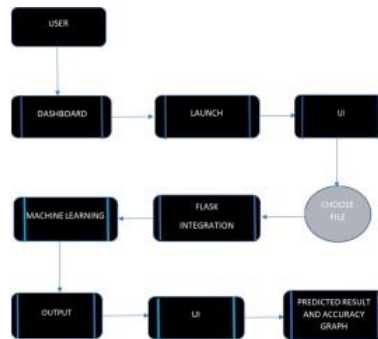 USER
DASHBOARD
LAUNCH
UI
CHOOSE
FILE
FLASK
INTEGRATION
MACHINE LEARNING
OUTPUT
UI
PREDICTED RESULT
AND ACCURACY
GRAPH